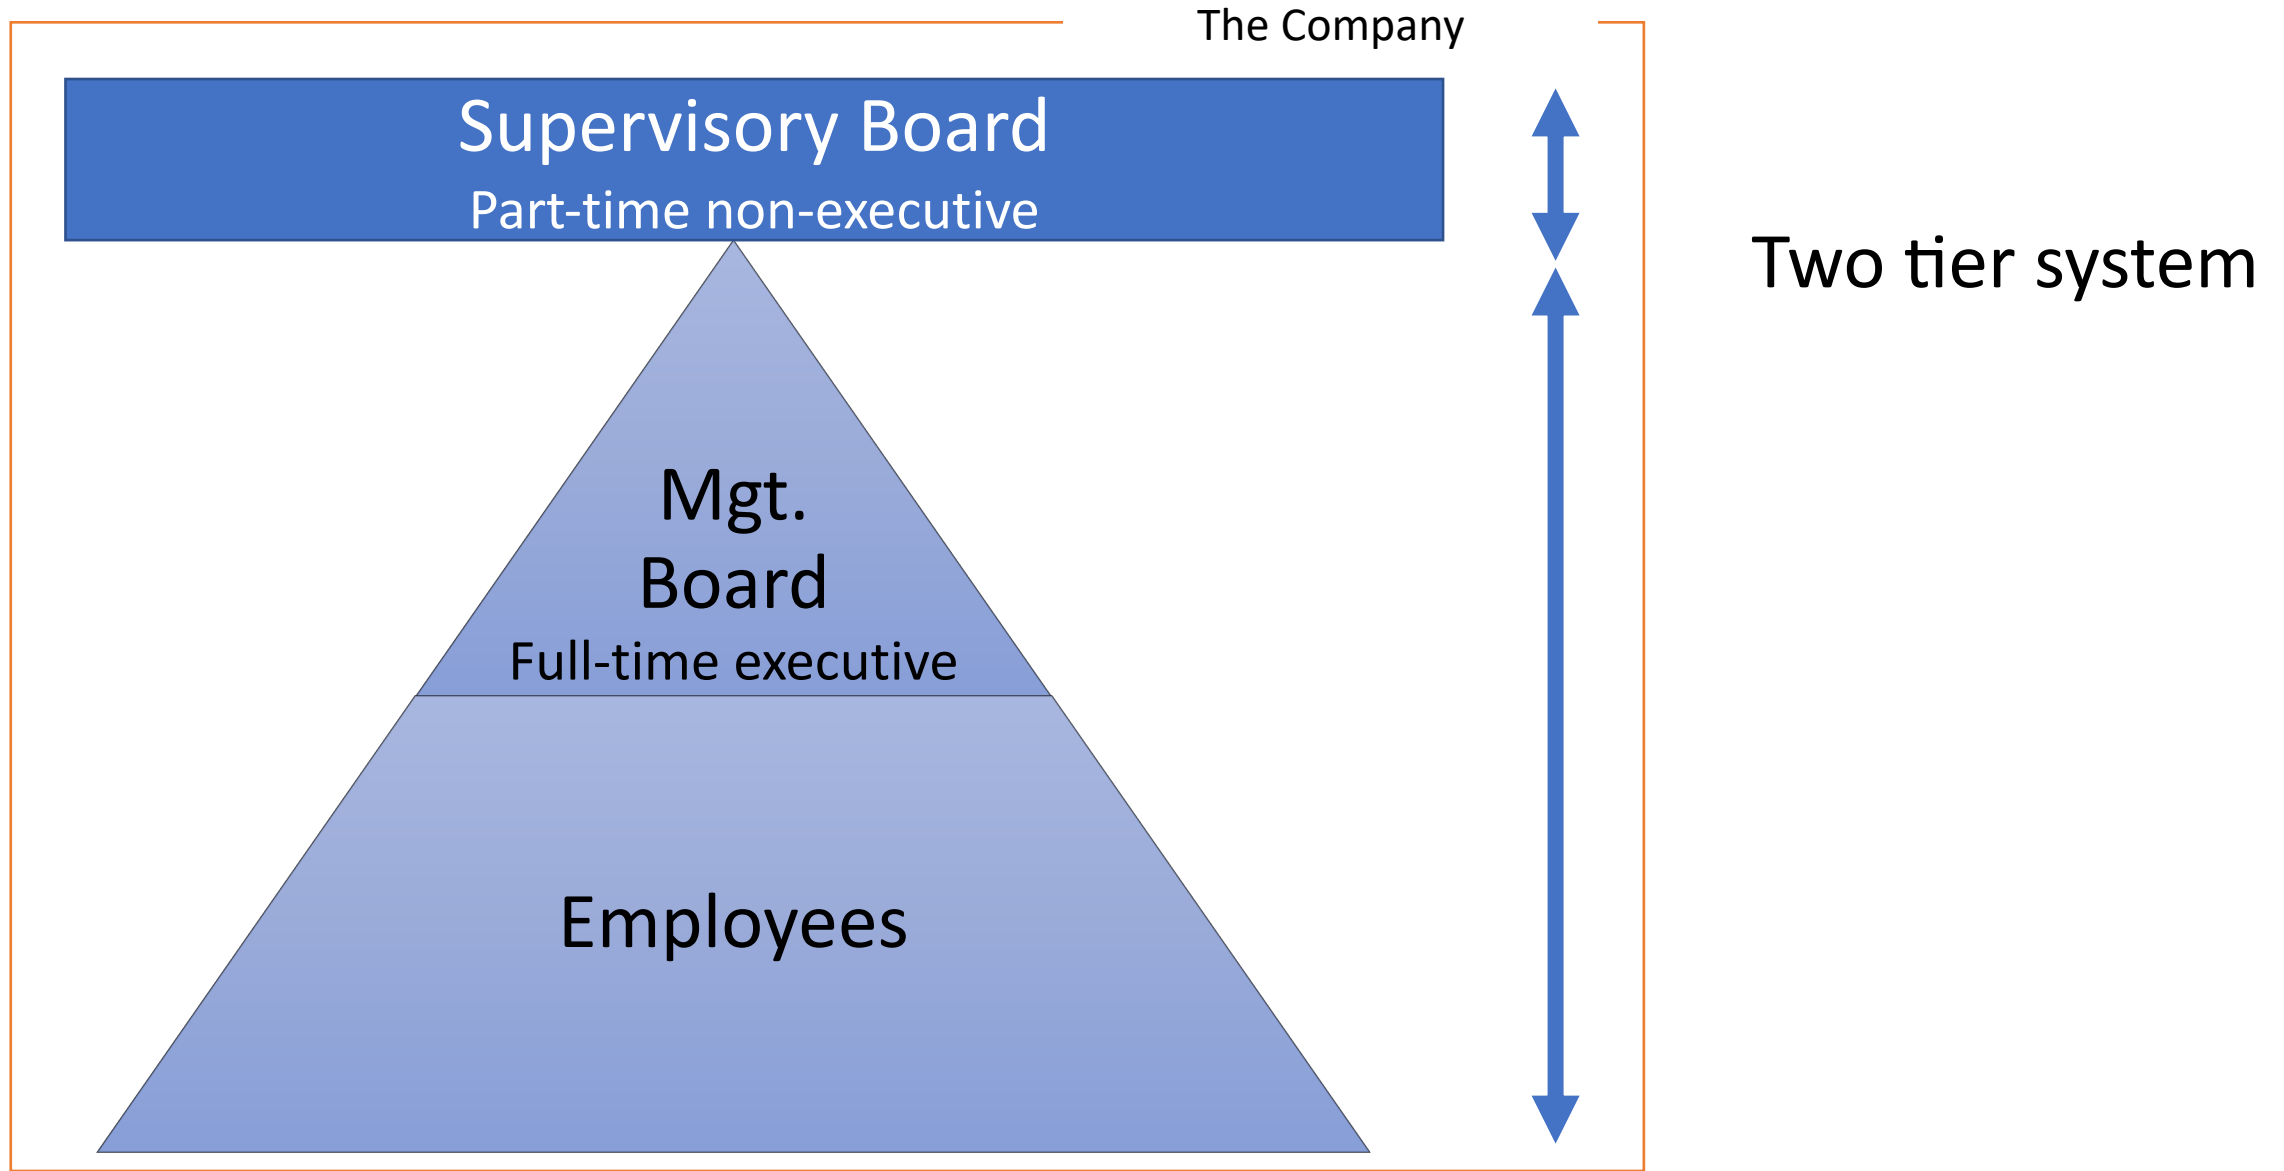 The Company
Supervisory Board
Part-time non-executive
Two tier system
Mgt.
Board
Full-time executive
Employees